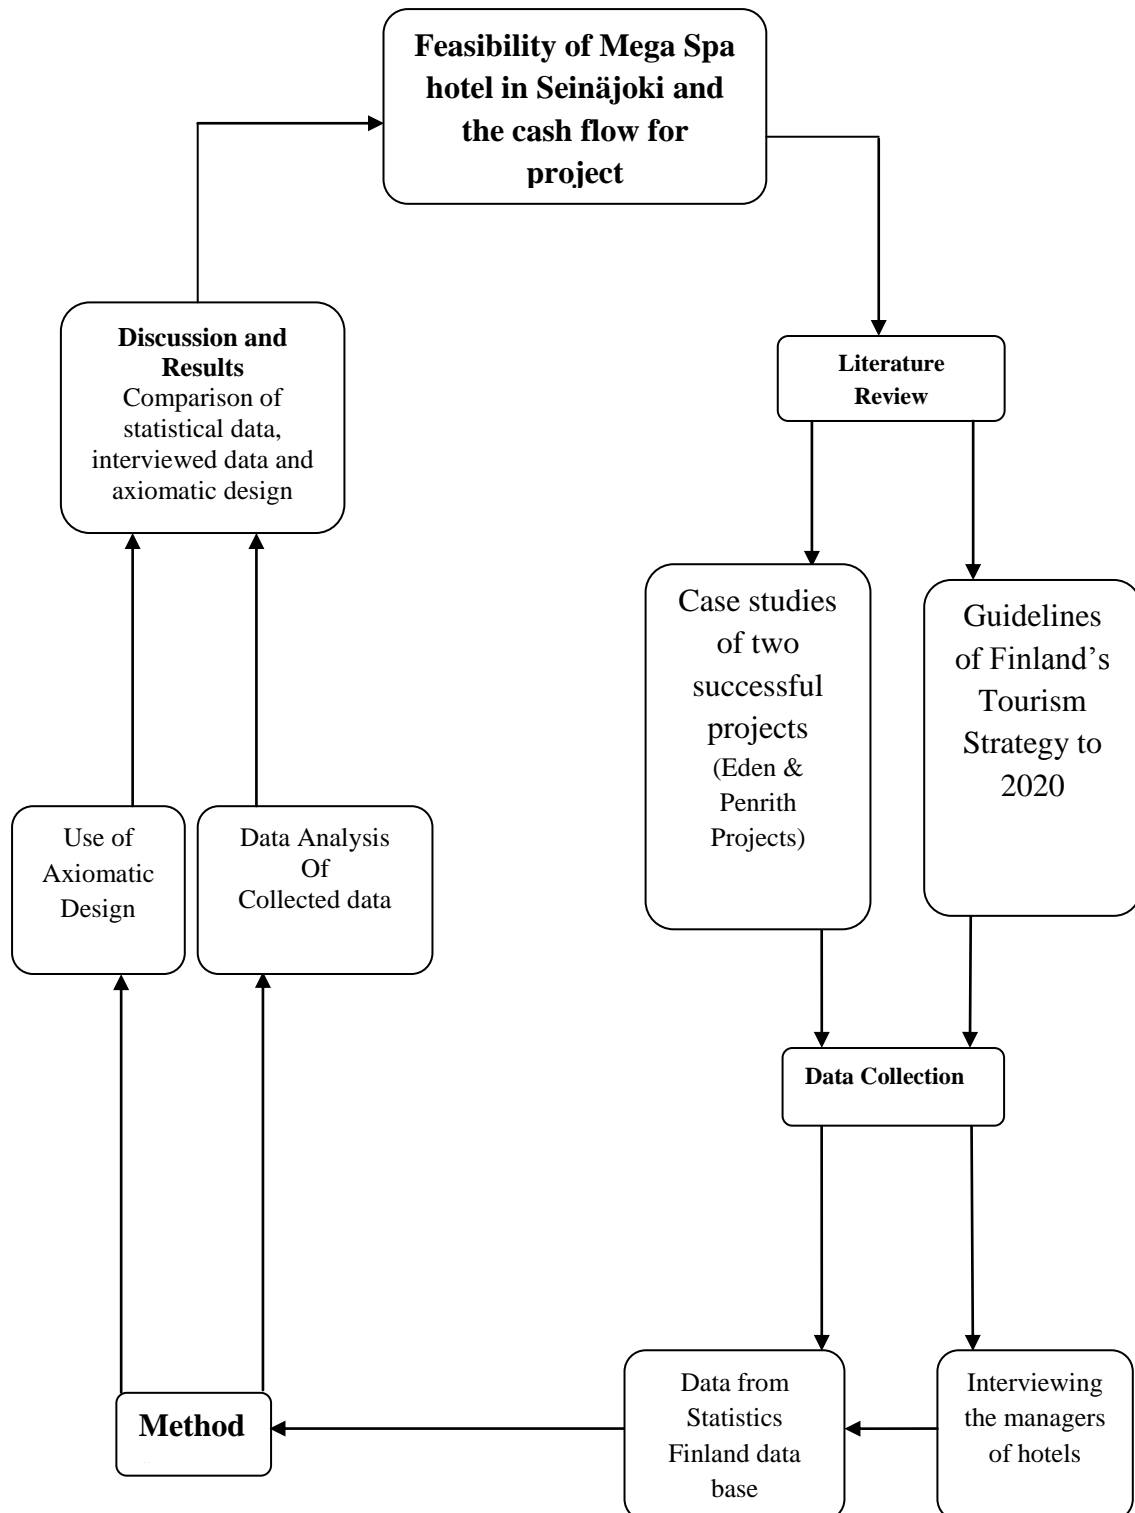 Feasibility of Mega Spa
hotel in Seinäjoki and
the cash flow for
project
Discussion and
Results
Comparison of
statistical data,
interviewed data and
axiomatic design
Literature
Review
Case studies
of two
successful
projects
(Eden &
Penrith
Projects)
Guidelines
of Finland’s
Tourism
Strategy to
2020
Use of
Axiomatic
Design
Data Analysis
Of
Collected data
Data Collection
Method
Data from
Statistics
Finland data
base
Interviewing
the managers
of hotels